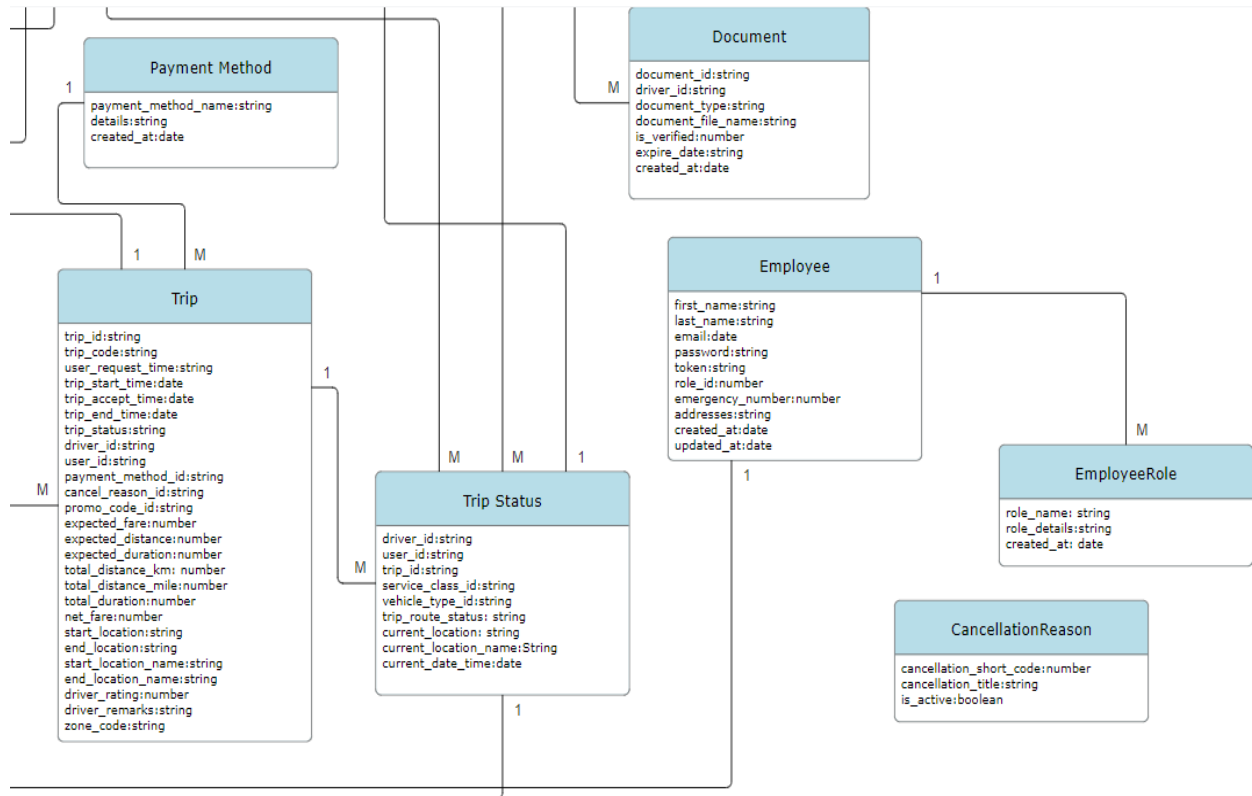 Payment Method
payment_method_name:string
details:string
created_at:date
1
M
Document
document_id:string
driver_id:string
document_type:string
document_file_name:string
is_verified:number
expire_date:string
created_at:date
M
1
Trip
trip_id:string
trip_code:string
user_request_time:string
trip_start_time:date
trip_accept_time:date
trip_end_time:date
trip_status:string
driver_id:string
user_id:string
payment_method_id:string
cancel_reason_id:string
promo_code_id:string
expected_fare:number
expected_distance:number
expected_duration:number
total_distance_km: number
total_distance_mile:number
total_duration:number
net_fare:number
start_location:string
end_location:string
start_location_name:string
end_location_name:string
driver_rating:number
driver_remarks:string
zone_code:string
M
1
M
M
M
1
Trip Status
driver_id:string
user_id:string
trip_id:string
service_class_id:string
vehicle_type_id:string
trip_route_status: string
current_location: string
current_location_name:String
current_date_time:date
1
Employee
first_name:string
last_name:string
email:date
password:string
token:string
role_id:number
emergency_number:number
addresses:string
created_at:date
updated_at:date
1
1
M
EmployeeRole
role_name: string
role_details:string
created_at: date
CancellationReason
cancellation_short_code:number
cancellation_title:string
is_active:boolean